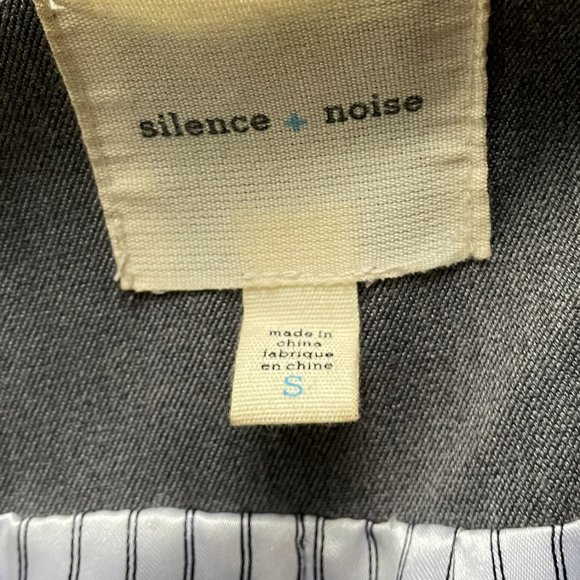 silence + noise
made in
china
fabrique
en chine
S